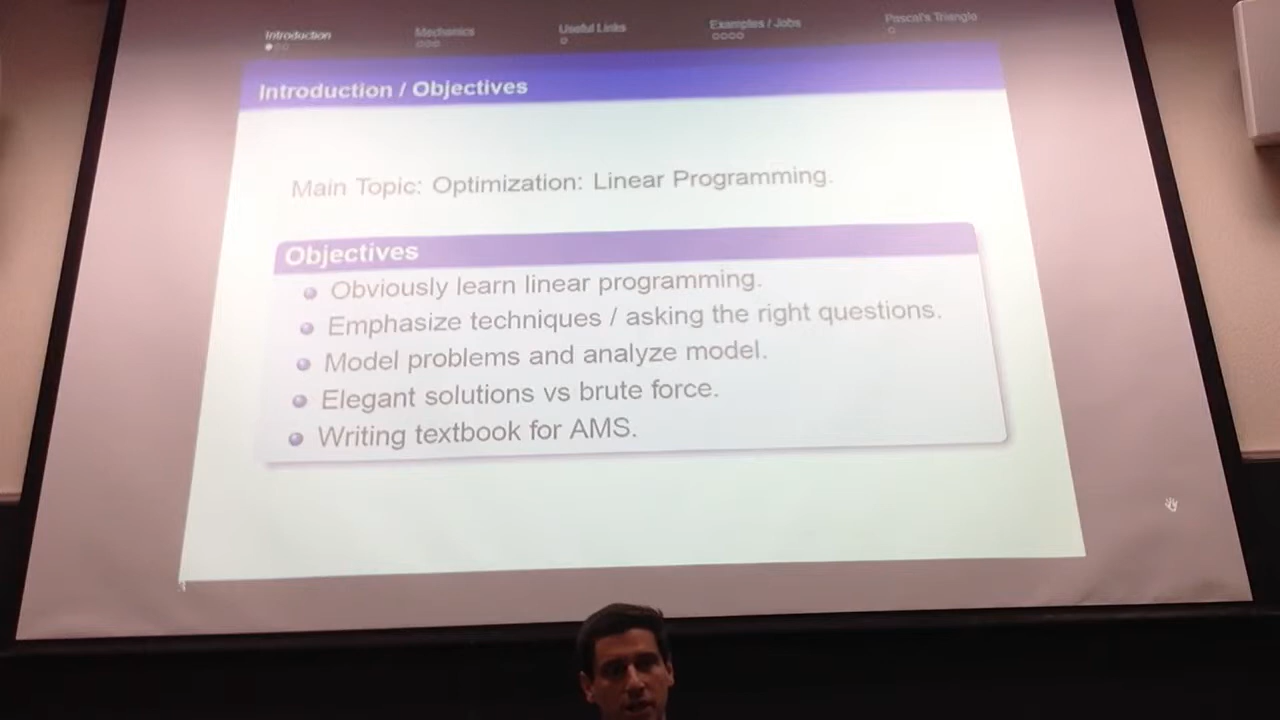 Introduction
Mechanics
Useful Links
Examples / Jobs
Pascal's Triangle
Introduction / Objectives
Main Topic: Optimization: Linear Programming.
Objectives
Obviously learn linear programming.
Emphasize techniques / asking the right questions.
Model problems and analyze model.
Elegant solutions vs brute force.
Writing textbook for AMS.